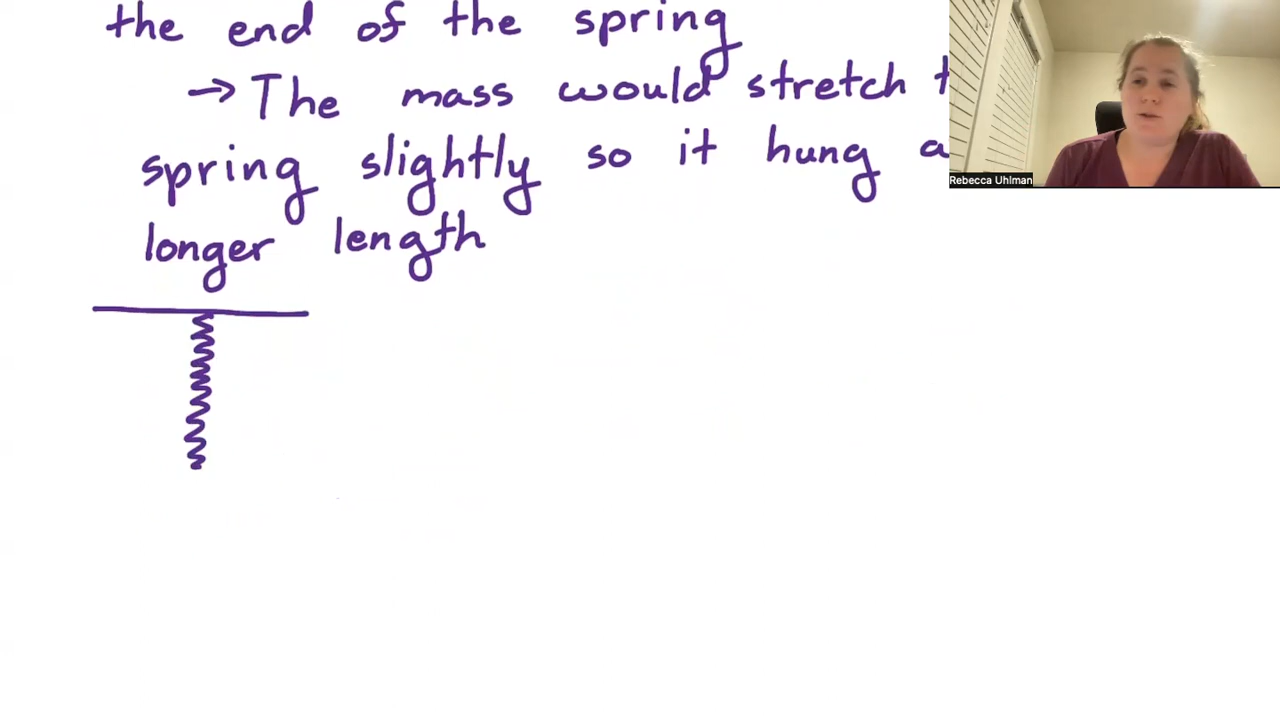 the end of the spring
→ The mass would stretch
spring slightly so it hung a
longer length
Rebecca Uhlman